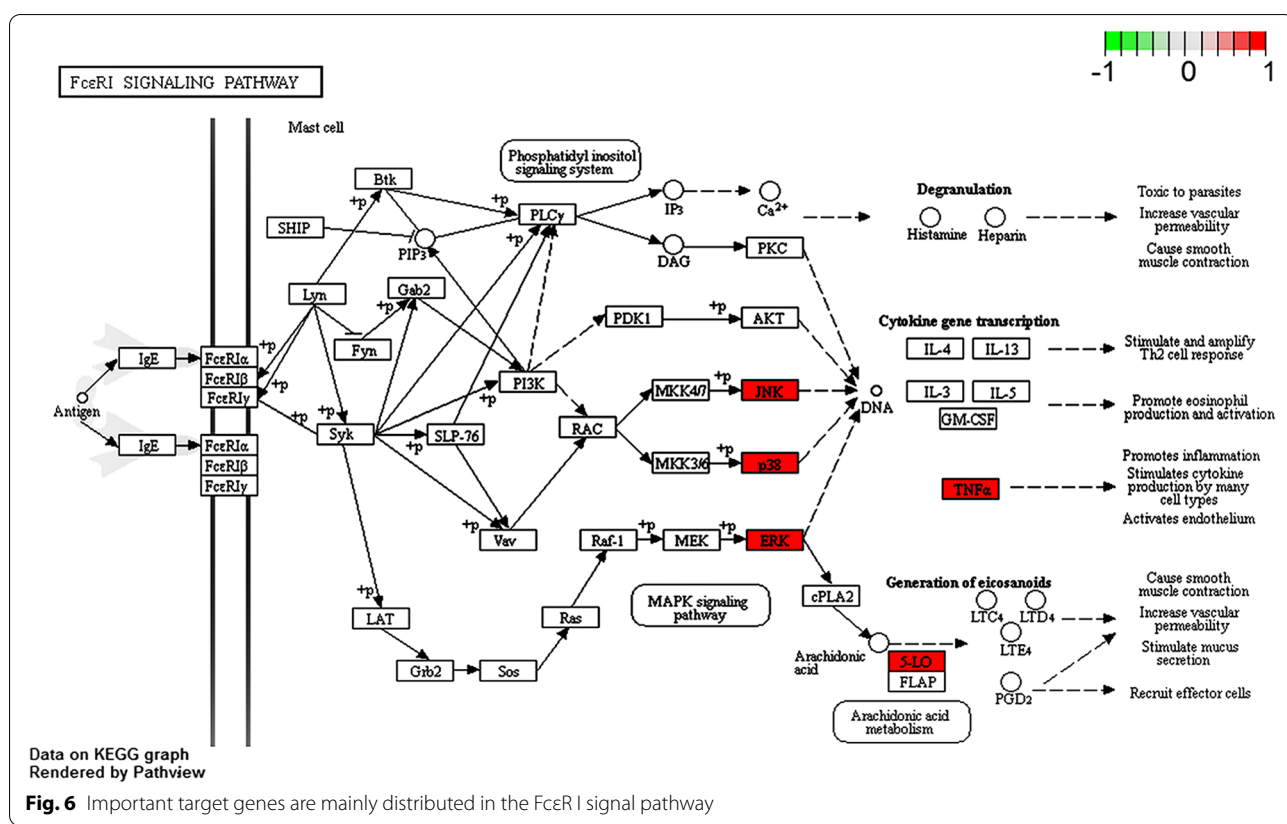 -1 0 1
FcεRI SIGNALING PATHWAY
Mast cell
Phosphatidyl inositol
signaling system
Btk
+p
+p
SHIP
PLCγ
+p
PIP3
IP3
Ca2+
DAG
PKC
Degranulation
Histamine
Heparin
Toxic to parasites
Increase vascular
permeability
Cause smooth
muscle contraction
Lyn
Gab2
+p
Fyn
PDK1
+p
AKT
Cytokine gene transcription
IL-4
IL-13
Stimulate and amplify
Th2 cell response
IL-3
IL-5
GM-CSF
Promote eosinophil
production and activation
Antigen
IgE
FcεRIα
FcεRIβ
FcεRIγ
+p
+p
IgE
FcεRIα
FcεRIβ
FcεRIγ
+p
Syk
+p
SLP-76
PI3K
+p
RAC
MKK4/7
+p
JNK
MKK3/6
+p
p38
DNA
TNFα
Promotes inflammation
Stimulates cytokine
production by many
cell types
Activates endothelium
+p
Vav
Raf-1
+p
MEK
+p
ERK
MAPK signaling
pathway
+p
LAT
Grb2
Sos
Ras
cPLA2
Arachidonic
acid
5-LO
FLAP
Arachidonic acid
metabolism
Generation of eicosanoids
LTC4
LTD4
LTE4
PGD2
Cause smooth
muscle contraction
Increase vascular
permeability
Stimulate mucus
secretion
Recruit effector cells
Data on KEGG graph
Rendered by Pathview
Fig. 6 Important target genes are mainly distributed in the FcεR I signal pathway